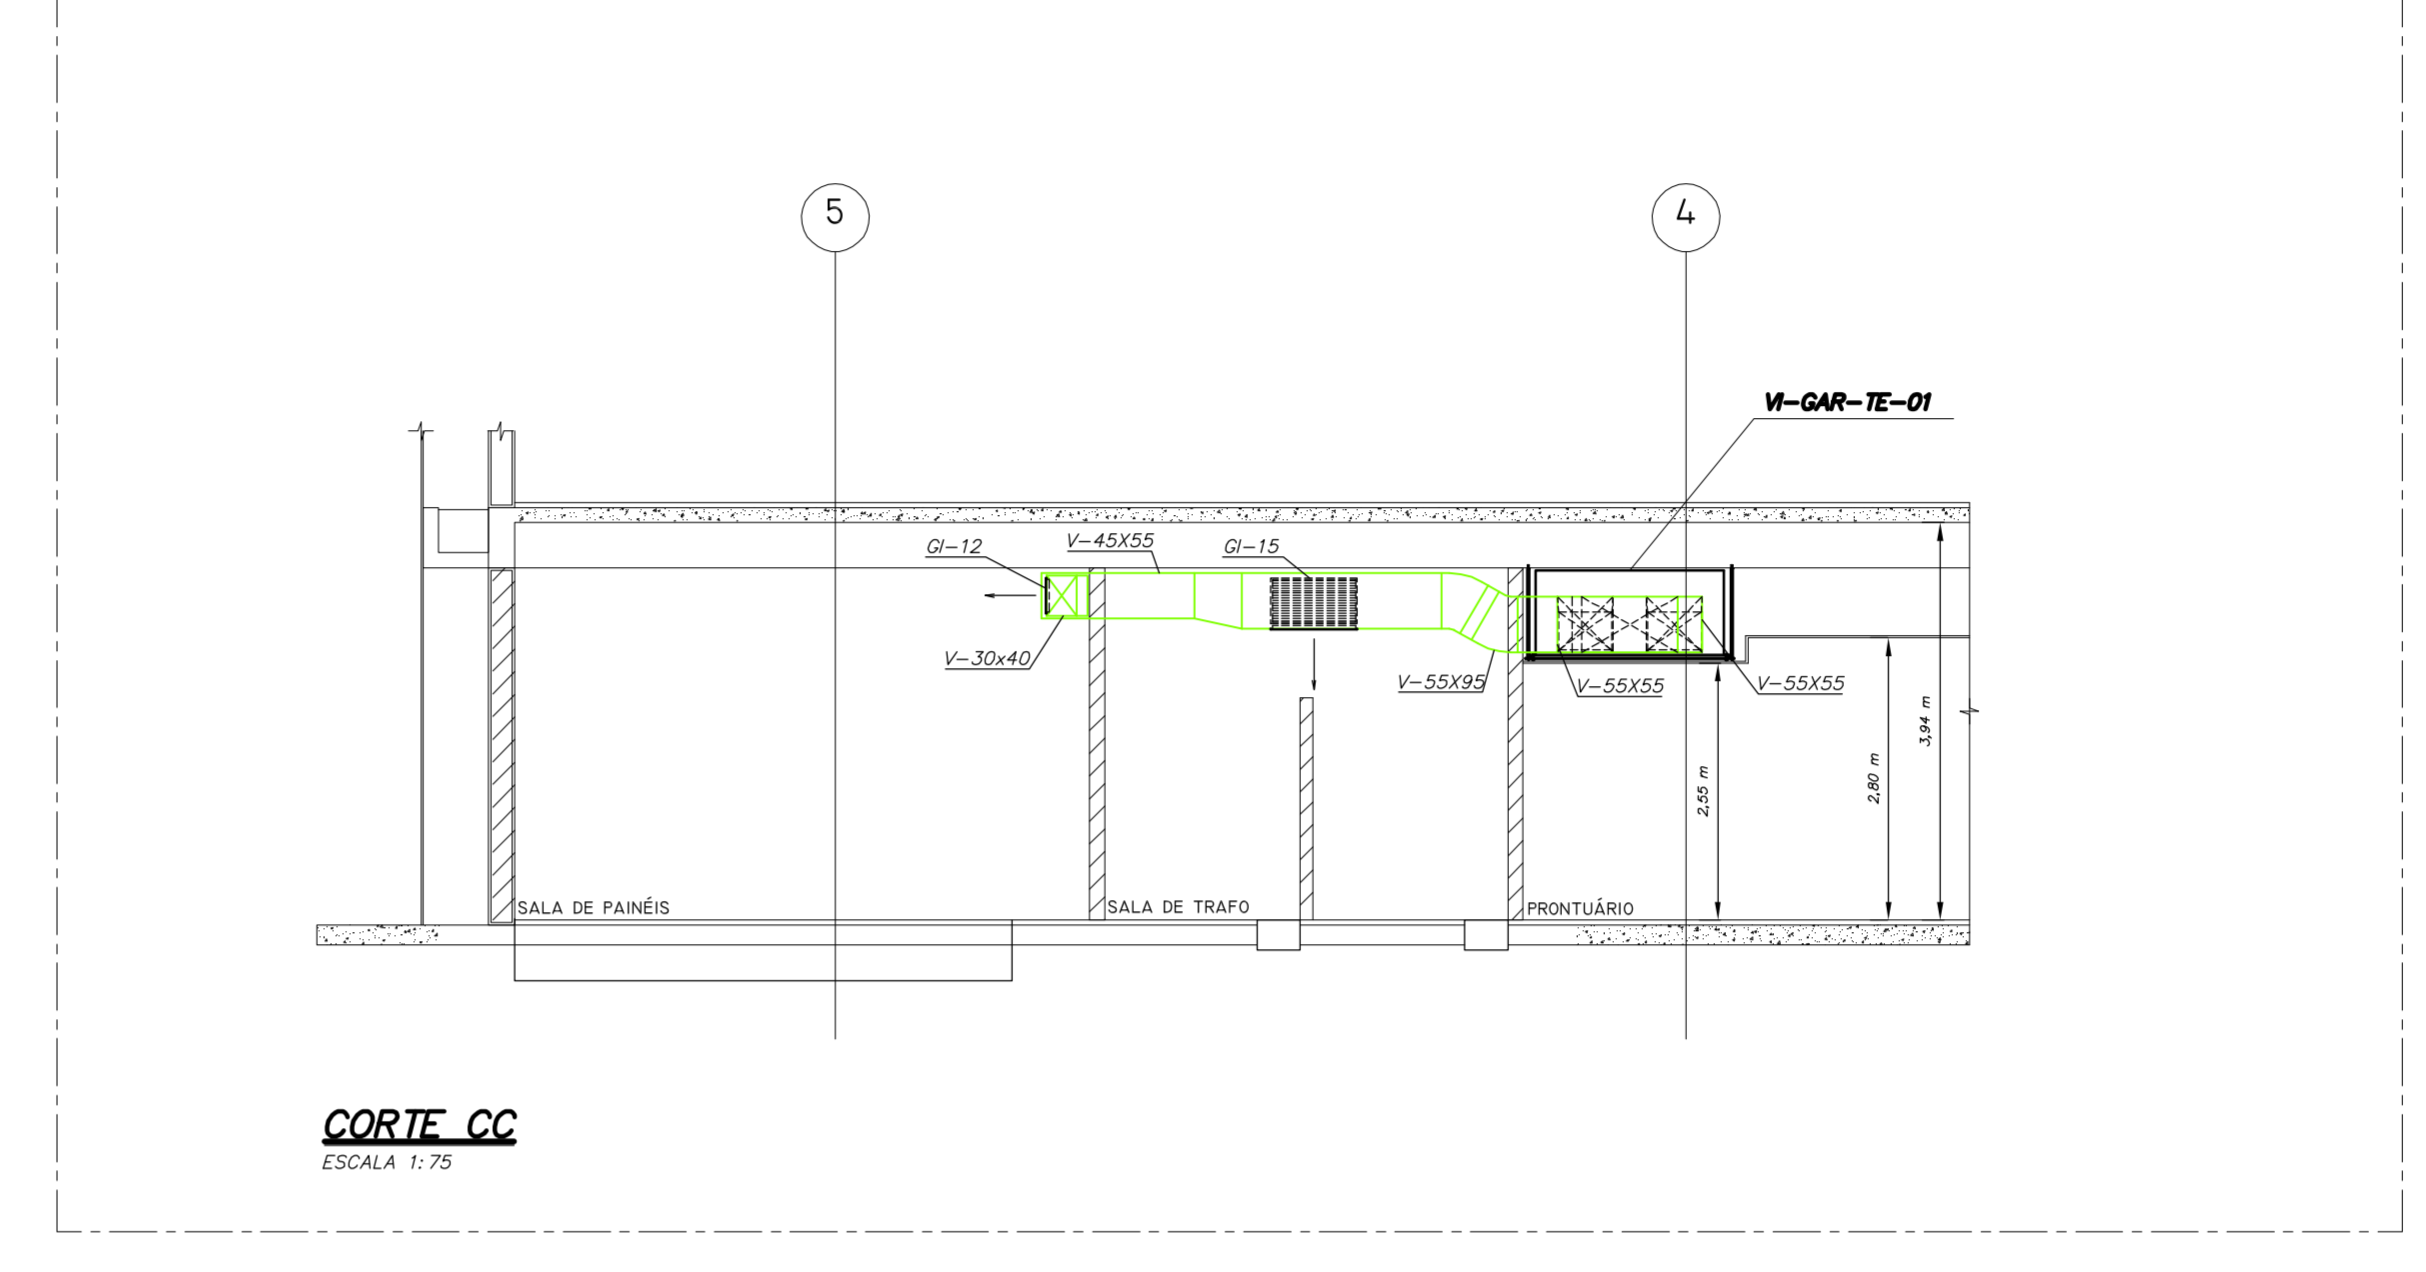 5
4
VI-GAR-TE-01
GI-12
V-45X55
GI-15
V-30x40
V-55X95
V-55X55
V-55X55
3,94 m
2,80 m
2,55 m
SALA DE PAINÉIS
SALA DE TRAFO
PRONTUÁRIO
CORTE CC
ESCALA 1:75